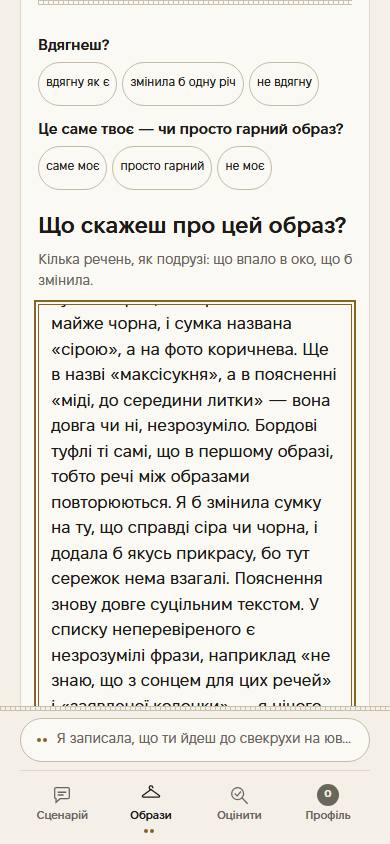 Вдягнеш?
вдягну як є
змінила б одну річ
не вдягну
Це саме твоє — чи просто гарний образ?
саме моє
просто гарний
не моє
Що скажеш про цей образ?
Кілька речень, як подрузі: що впало в око, що б
змінила.
майже чорна, і сумка названа
«сірою», а на фото коричнева. Ще
в назві «максісукня», а в поясненні
«міді, до середини литки» — вона
довга чи ні, незрозуміло. Бордові
туфлі ті самі, що в першому образі,
тобто речі між образами
повторюються. Я б змінила сумку
на ту, що справді сіра чи чорна, і
додала б якусь прикрасу, бо тут
сережок нема взагалі. Пояснення
знову довге суцільним текстом. У
списку неперевіреного є
незрозумілі фрази, наприклад «не
знаю, що з сонцем для цих речей»
Я записала, що ти йдеш до свекрухи на юв...
Сценарій
Образи
Оцінити
0
Профіль